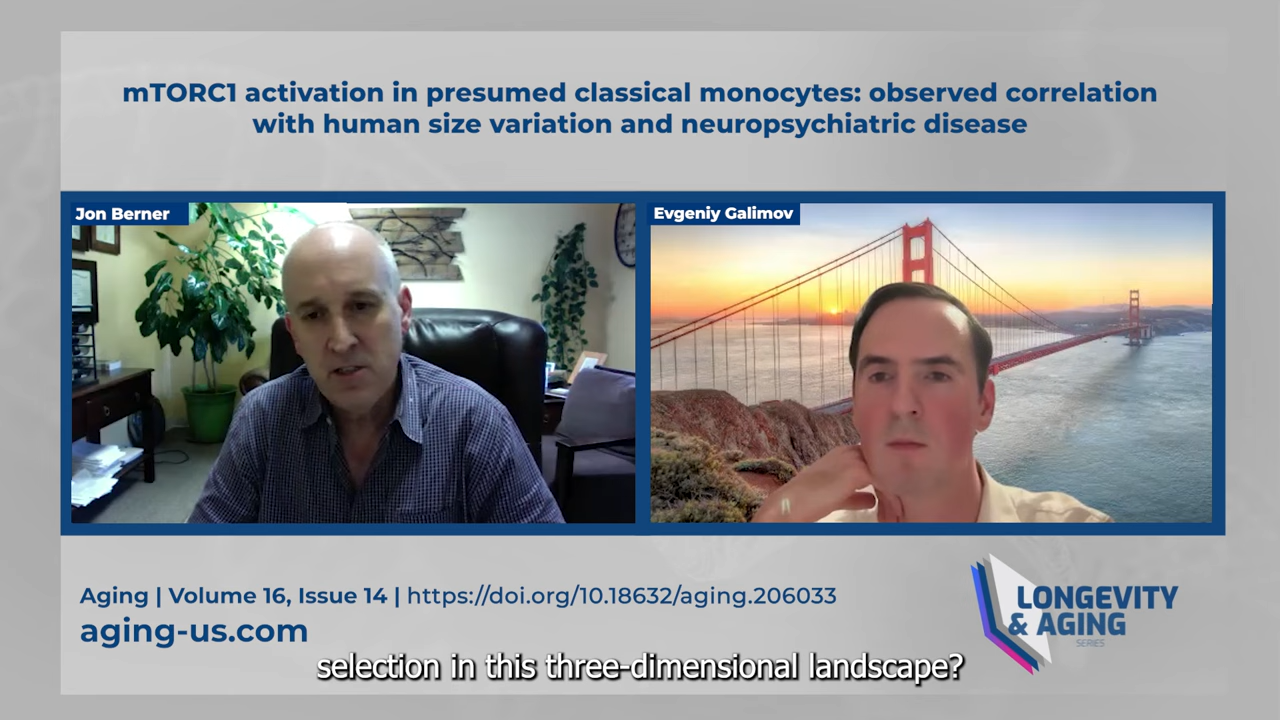 mTORC1 activation in presumed classical monocytes: observed correlation
with human size variation and neuropsychiatric disease
Jon Berner
Evgeniy Galimov
Aging | Volume 16, Issue 14 | https://doi.org/10.18632/aging.206033
aging-us.com
LONGEVITY
& AGING
SERIES
selection in this three-dimensional landscape?